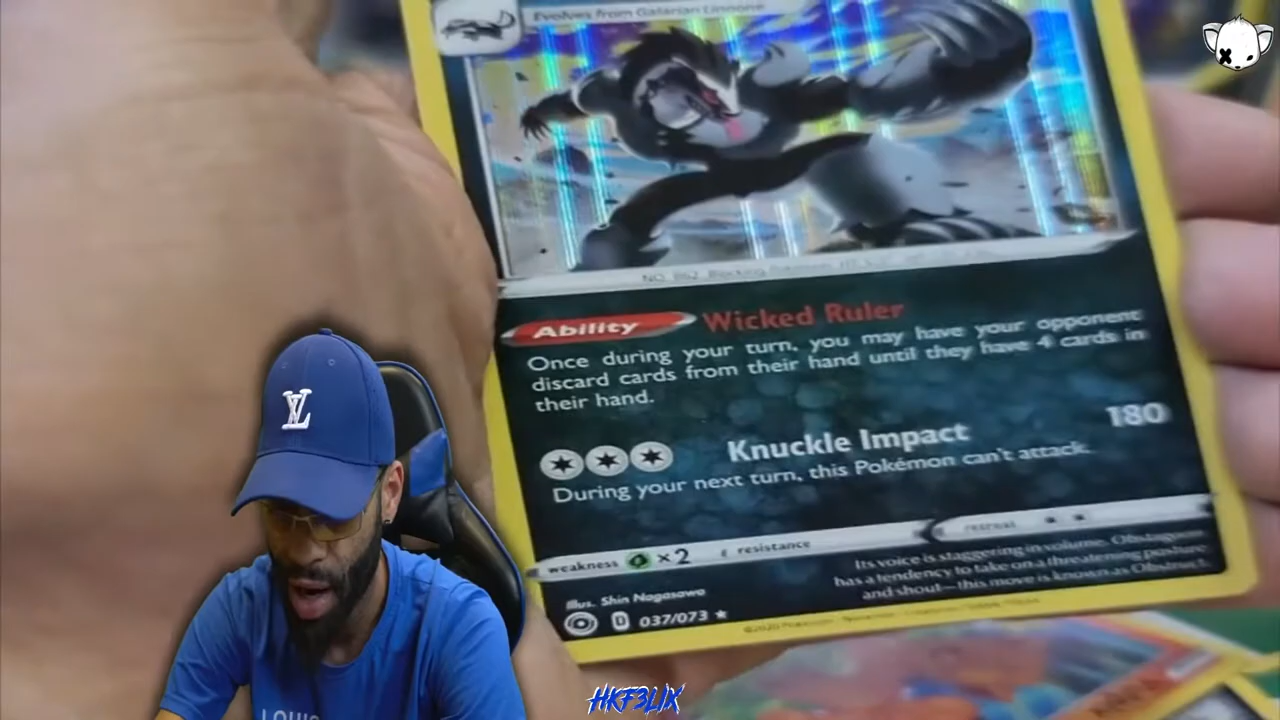 Evolves from Galarian Linoone
Ability Wicked Ruler
Once during your turn, you may have your opponent
discard cards from their hand until they have 4 cards in
their hand.
Knuckle Impact 180
During your next turn, this Pokémon can't attack.
weakness ×2 resistance retreat
Its voice is staggering in volume. Obstagoon
has a tendency to take on a threatening posture
and shout—this move is known as Obstruct.
Illus. Shin Nagasawa
D 037/073 ★
LV
LOUIS
HKF3LIX